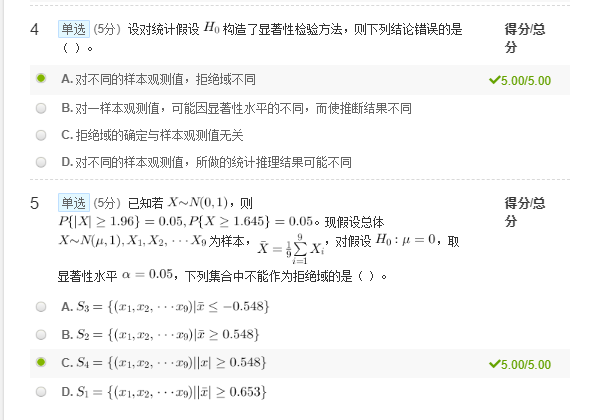 4 单选 (5分) 设对统计假设 H₀ 构造了显著性检验方法，则下列结论错误的是 得分/总
（ ）。 分
A. 对不同的样本观测值，拒绝域不同 ✔5.00/5.00
B. 对一样本观测值，可能因显著性水平的不同，而使推断结果不同
C. 拒绝域的确定与样本观测值无关
D. 对不同的样本观测值，所做的统计推理结果可能不同
5 单选 (5分) 已知若 X∼N(0,1)，则 得分/总
P{|X| ≥ 1.96} = 0.05, P{X ≥ 1.645} = 0.05。现假设总体 分
X∼N(μ,1), X₁, X₂, ⋯ X₉ 为样本，X̄ = 1/9 ∑_{i=1}^{9} Xᵢ，对假设 H₀ : μ = 0，取
显著性水平 α = 0.05，下列集合中不能作为拒绝域的是（ ）。
A. S₃ = {(x₁, x₂, ⋯ x₉)|x̄ ≤ −0.548}
B. S₂ = {(x₁, x₂, ⋯ x₉)|x̄ ≥ 0.548}
C. S₄ = {(x₁, x₂, ⋯ x₉)||x| ≥ 0.548} ✔5.00/5.00
D. S₁ = {(x₁, x₂, ⋯ x₉)||x̄| ≥ 0.653}